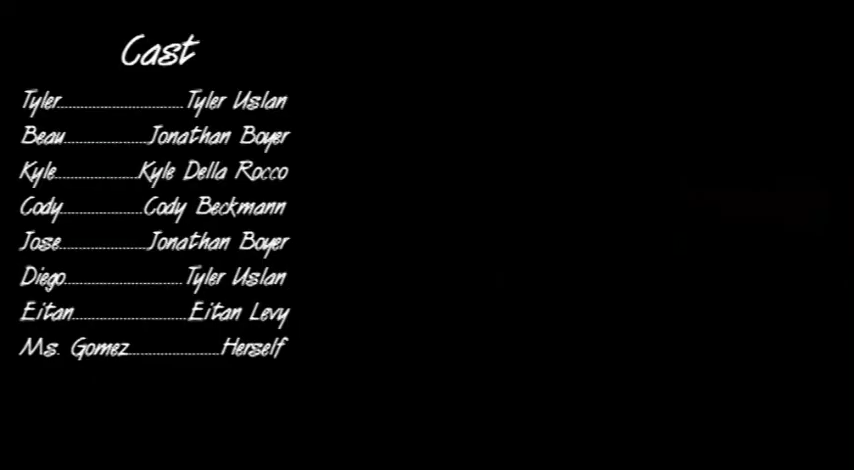 Cast
Tyler Tyler Uslan
Beau Jonathan Boyer
Kyle Kyle Della Rocco
Cody Cody Beckmann
Jose Jonathan Boyer
Diego Tyler Uslan
Eitan Eitan Levy
Ms. Gomez Herself